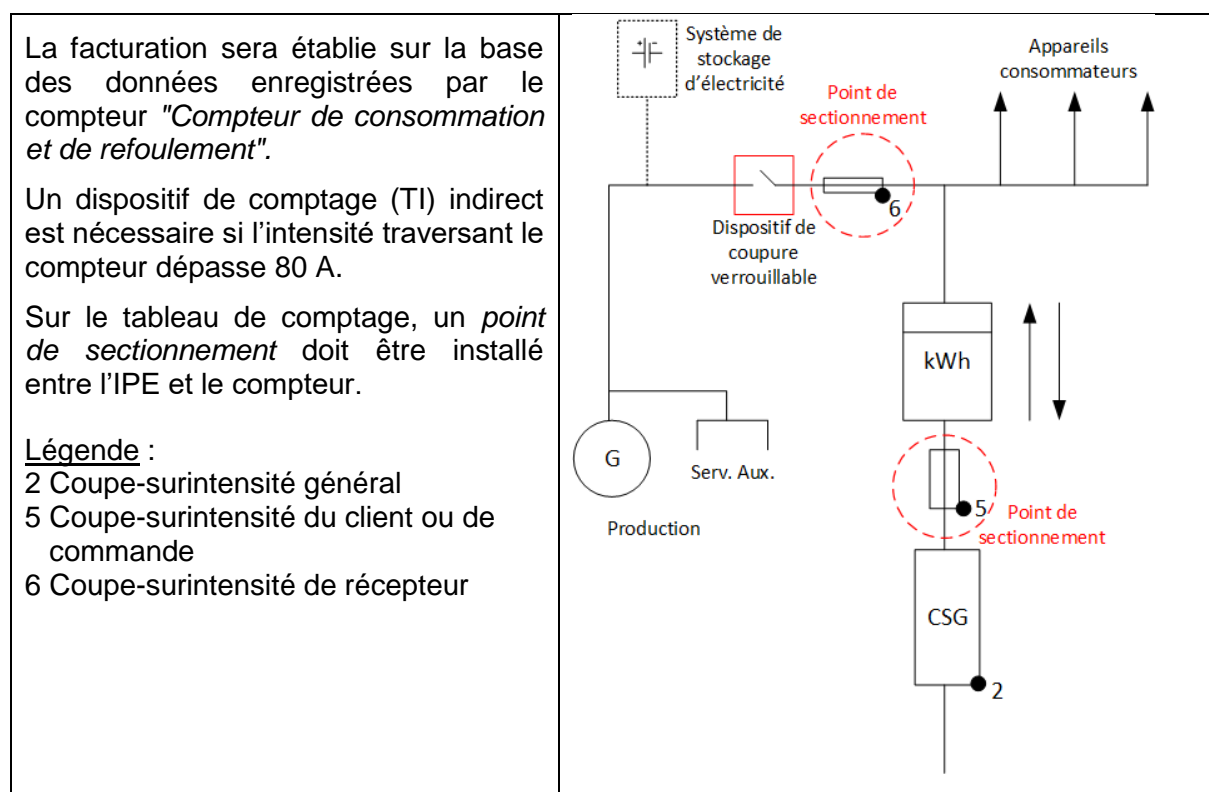 La facturation sera établie sur la base
des données enregistrées par le
compteur "Compteur de consommation
et de refoulement".
Un dispositif de comptage (TI) indirect
est nécessaire si l'intensité traversant le
compteur dépasse 80 A.
Sur le tableau de comptage, un point
de sectionnement doit être installé
entre l'IPE et le compteur.
Légende :
2 Coupe-surintensité général
5 Coupe-surintensité du client ou de
commande
6 Coupe-surintensité de récepteur
Système de
stockage
d'électricité
Appareils
consommateurs
Point de
sectionnement
6
Dispositif de
coupure
verrouillable
kWh
G
Serv. Aux.
Production
5
Point de
sectionnement
CSG
2